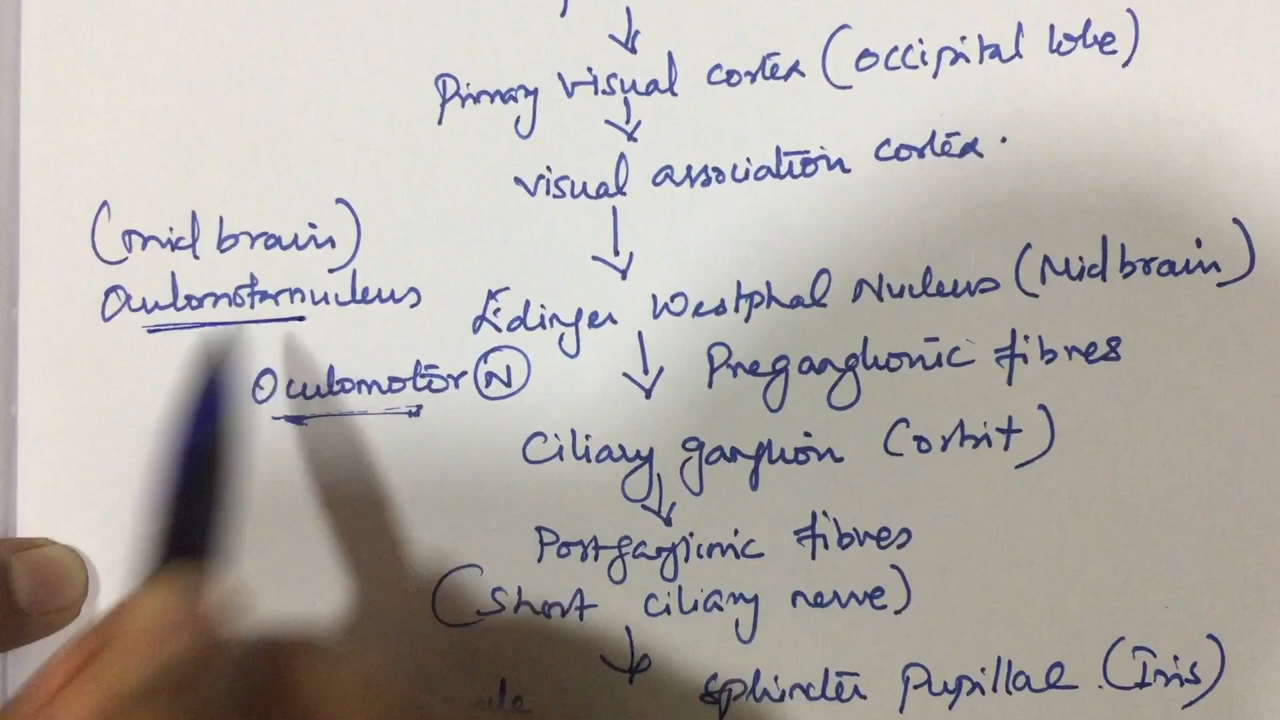 Primary visual cortex (occipital lobe)
visual association cortex.
(mid brain)
Oculomotor nucleus
Edinger Westphal Nucleus (Midbrain)
Preganglionic fibres
Oculomotor N
Ciliary ganglion (orbit)
Postganglionic fibres
(Short ciliary nerve)
Sphincter Pupillae (Iris)